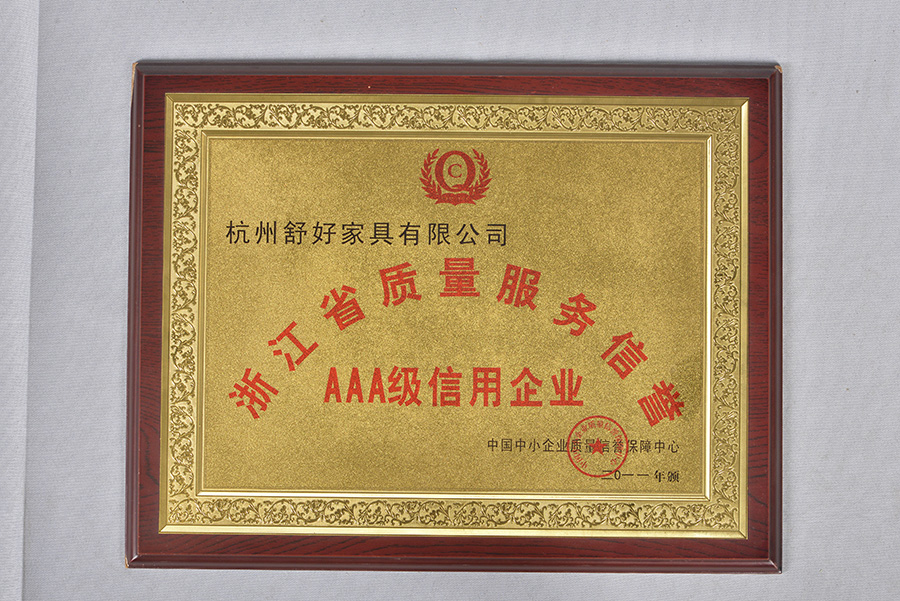 QC
杭州舒好家具有限公司
浙江省质量服务信誉
AAA级信用企业
中国中小企业质量信誉保障中心
二0一一年颁